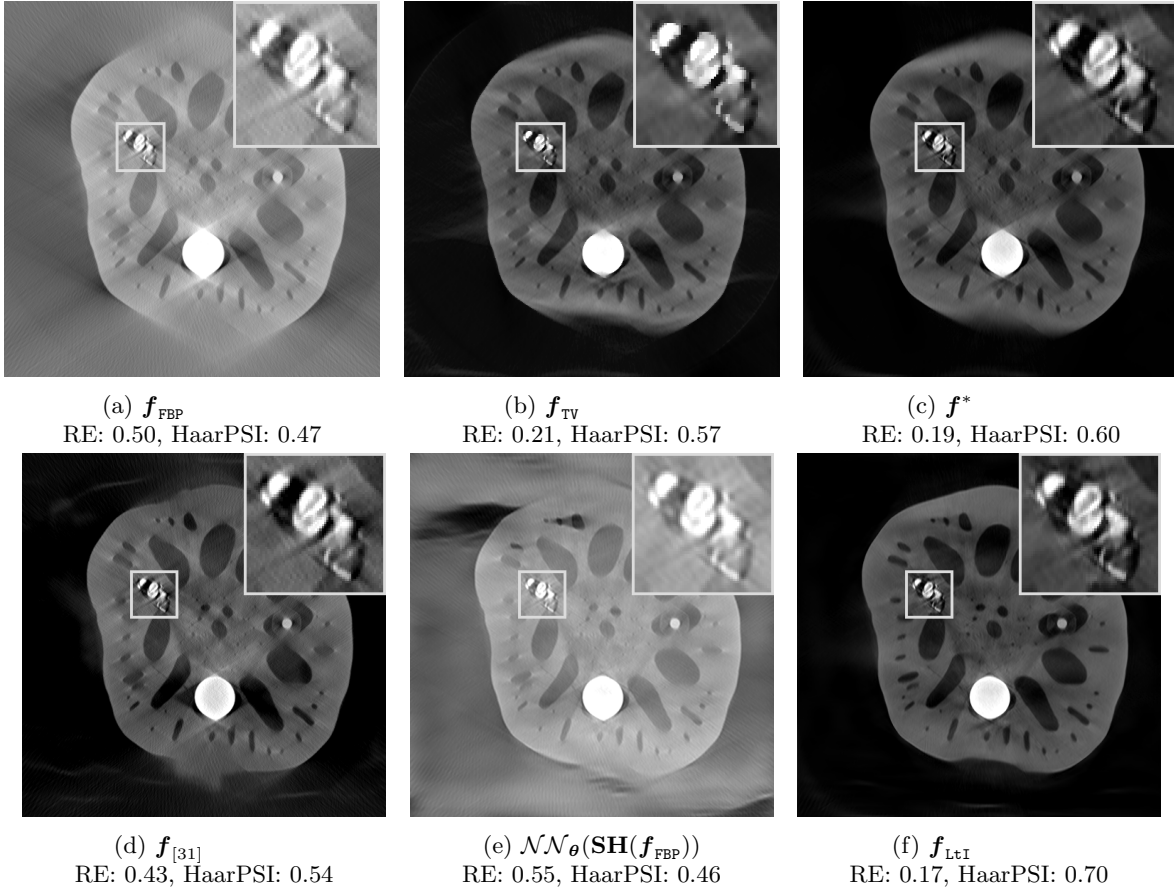 (a) f_FBP
RE: 0.50, HaarPSI: 0.47
(b) f_TV
RE: 0.21, HaarPSI: 0.57
(c) f*
RE: 0.19, HaarPSI: 0.60
(d) f_[31]
RE: 0.43, HaarPSI: 0.54
(e) 𝒩𝒩_θ(SH(f_FBP))
RE: 0.55, HaarPSI: 0.46
(f) f_LtI
RE: 0.17, HaarPSI: 0.70